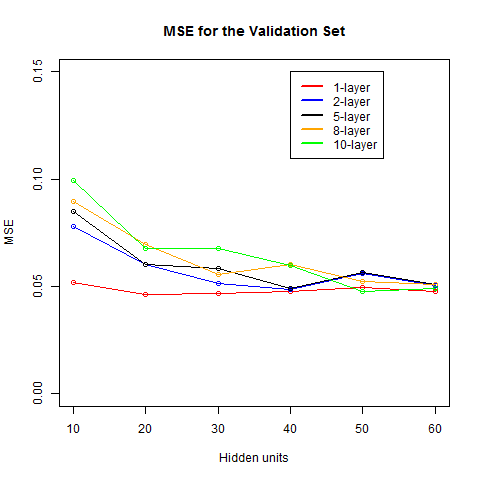 MSE for the Validation Set
1-layer
2-layer
5-layer
8-layer
10-layer
MSE
0.15
0.10
0.05
0.00
10 20 30 40 50 60
Hidden units